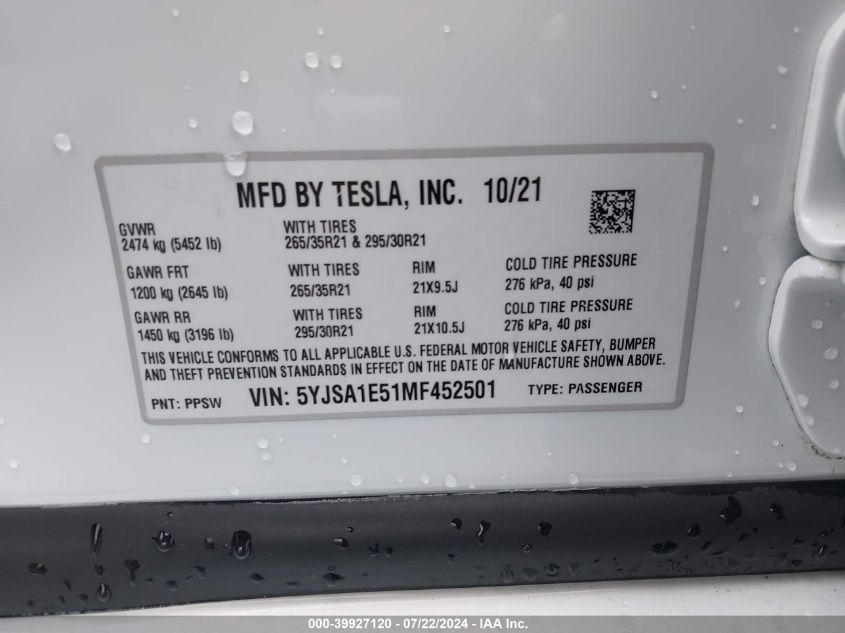 MFD BY TESLA, INC. 10/21
GVWR WITH TIRES
2474 kg (5452 lb) 265/35R21 & 295/30R21
GAWR FRT WITH TIRES RIM COLD TIRE PRESSURE
1200 kg (2645 lb) 265/35R21 21X9.5J 276 kPa, 40 psi
GAWR RR WITH TIRES RIM COLD TIRE PRESSURE
1450 kg (3196 lb) 295/30R21 21X10.5J 276 kPa, 40 psi
THIS VEHICLE CONFORMS TO ALL APPLICABLE U.S. FEDERAL MOTOR VEHICLE SAFETY, BUMPER
AND THEFT PREVENTION STANDARDS IN EFFECT ON THE DATE OF MANUFACTURE SHOWN ABOVE.
PNT: PPSW VIN: 5YJSA1E51MF452501 TYPE: PASSENGER
000-39927120 - 07/22/2024 - IAA Inc.